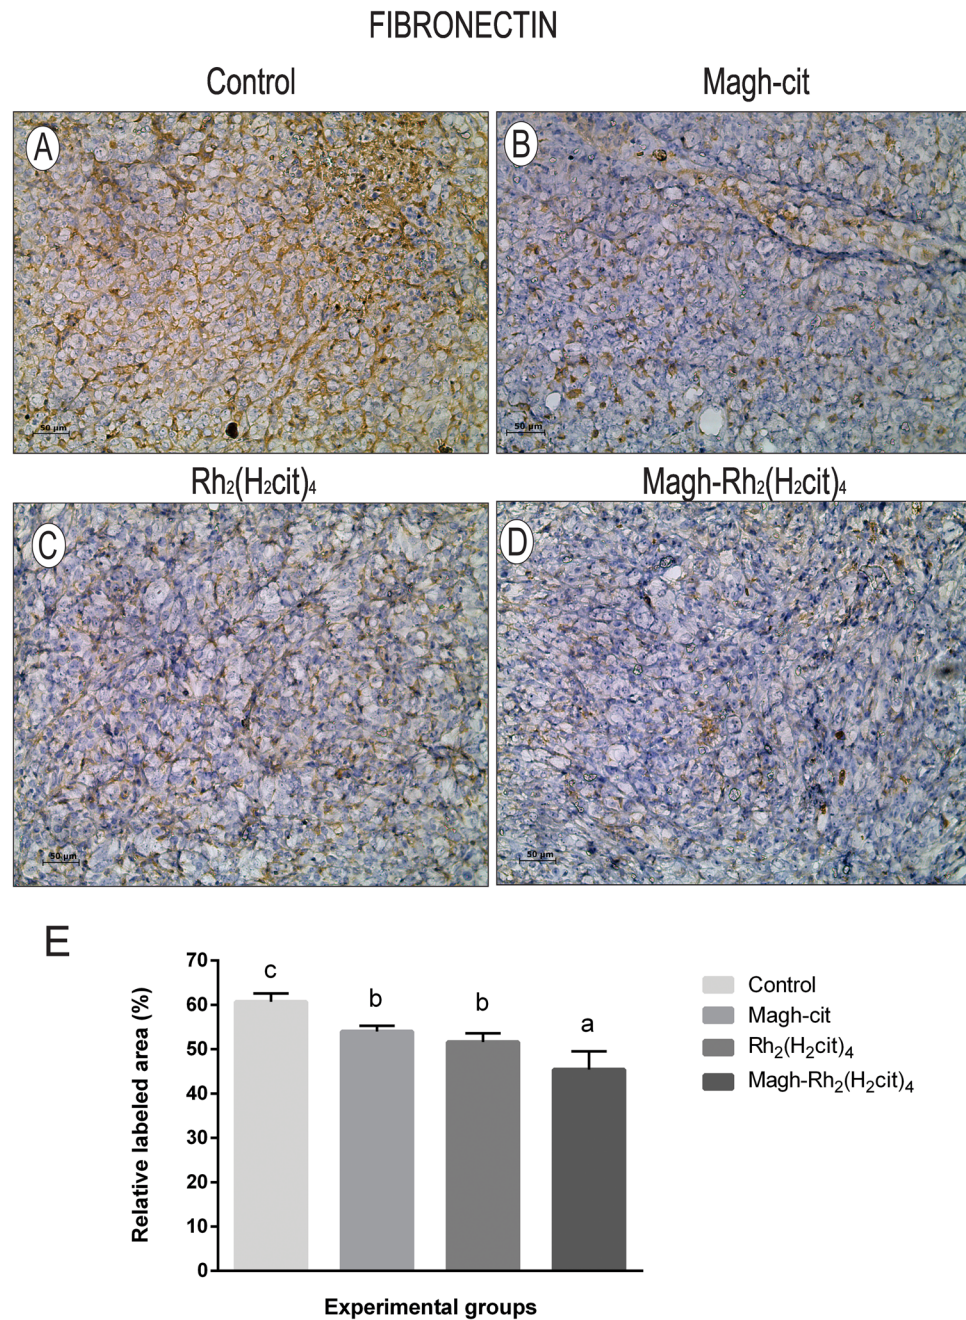 FIBRONECTIN
Control
Magh-cit
A
B
50 µm
50 µm
Rh₂(H₂cit)₄
Magh-Rh₂(H₂cit)₄
C
D
50 µm
50 µm
E
Relative labeled area (%)
70
60
50
40
30
20
10
0
c
b
b
a
Experimental groups
Control
Magh-cit
Rh₂(H₂cit)₄
Magh-Rh₂(H₂cit)₄